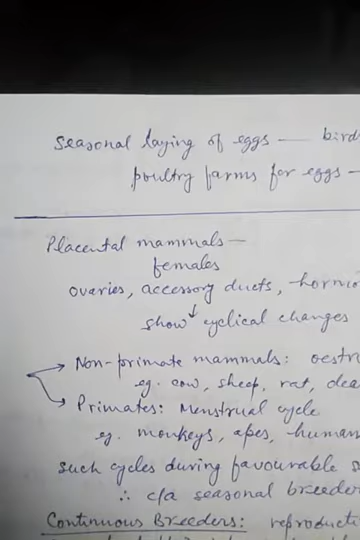 seasonal laying of eggs — bird
poultry farms for eggs —
Placental mammals —
females
ovaries, accessory ducts, hormo
show cyclical changes
Non-primate mammals: oestr
eg. cow, sheep, rat, dee
Primates: Menstrual cycle
eg. monkeys, apes, human
such cycles during favourable s
∴ c/a seasonal breeder
Continuous Breeders: reproducti